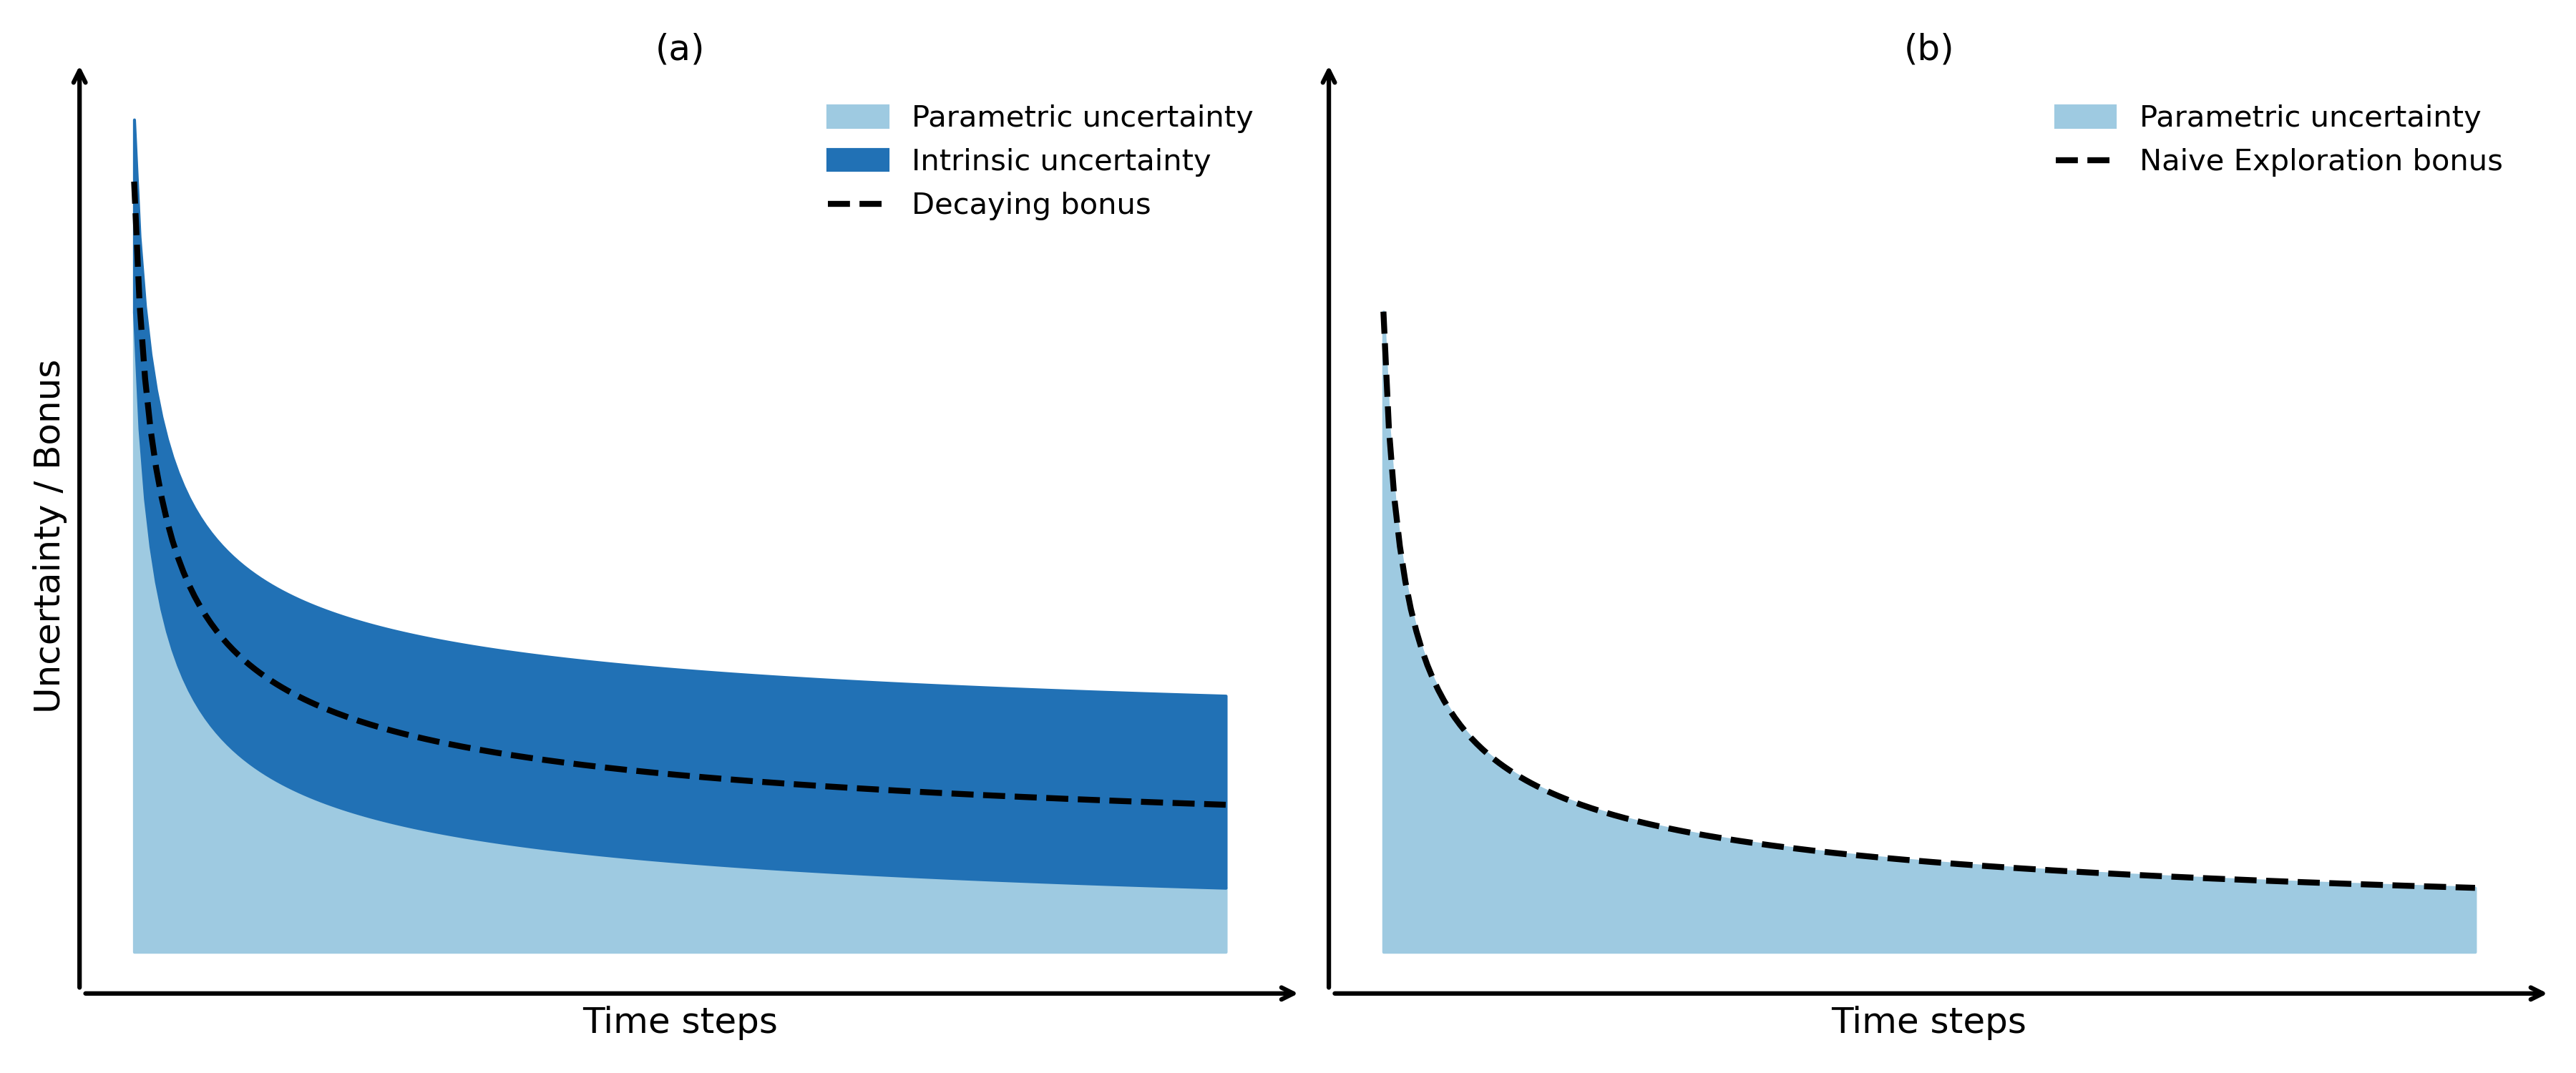 (a)
Parametric uncertainty
Intrinsic uncertainty
Decaying bonus
Uncertainty / Bonus
Time steps
(b)
Parametric uncertainty
Naive Exploration bonus
Time steps